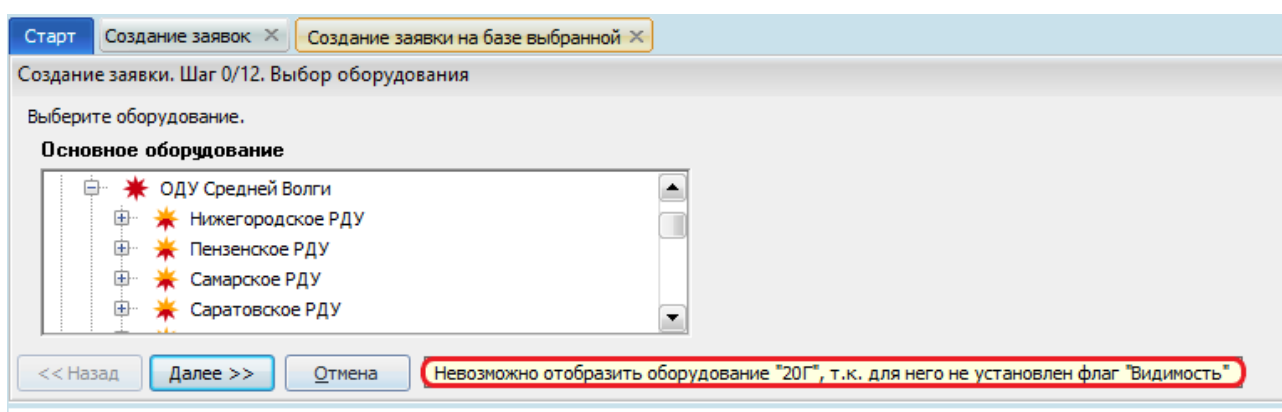 Старт Создание заявок Создание заявки на базе выбранной
Создание заявки. Шаг 0/12. Выбор оборудования
Выберите оборудование.
Основное оборудование
ОДУ Средней Волги
Нижегородское РДУ
Пензенское РДУ
Самарское РДУ
Саратовское РДУ
<< Назад Далее >> Отмена Невозможно отобразить оборудование "20Г", т.к. для него не установлен флаг "Видимость"